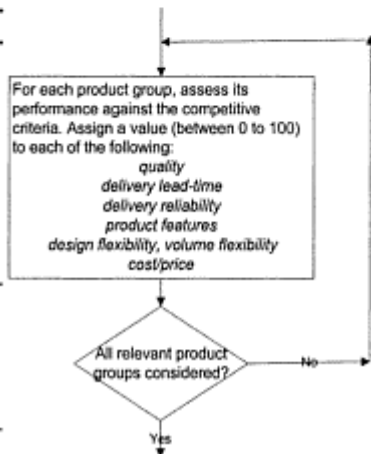 For each product group, assess its
performance against the competitive
criteria. Assign a value (between 0 to 100)
to each of the following:
quality
delivery lead-time
delivery reliability
product features
design flexibility, volume flexibility
cost/price
All relevant product
groups considered?
No
Yes